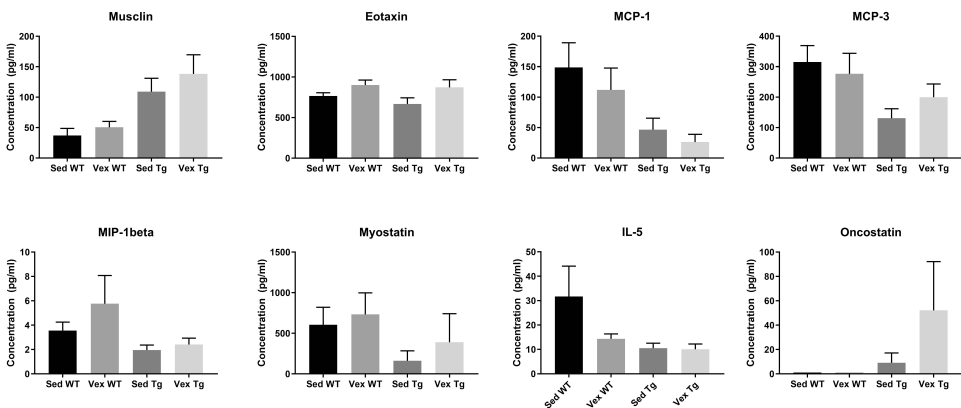 Musclin
Concentration (pg/ml)
200
150
100
50
0
Sed WT Vex WT Sed Tg Vex Tg
Eotaxin
Concentration (pg/ml)
1500
1000
500
0
Sed WT Vex WT Sed Tg Vex Tg
MCP-1
Concentration (pg/ml)
200
150
100
50
0
Sed WT Vex WT Sed Tg Vex Tg
MCP-3
Concentration (pg/ml)
400
300
200
100
0
Sed WT Vex WT Sed Tg Vex Tg
MIP-1beta
Concentration (pg/ml)
10
8
6
4
2
0
Sed WT Vex WT Sed Tg Vex Tg
Myostatin
Concentration (pg/ml)
1500
1000
500
0
Sed WT Vex WT Sed Tg Vex Tg
IL-5
Concentration (pg/ml)
50
40
30
20
10
0
Sed WT Vex WT Sed Tg Vex Tg
Oncostatin
Concentration (pg/ml)
100
80
60
40
20
0
Sed WT Vex WT Sed Tg Vex Tg